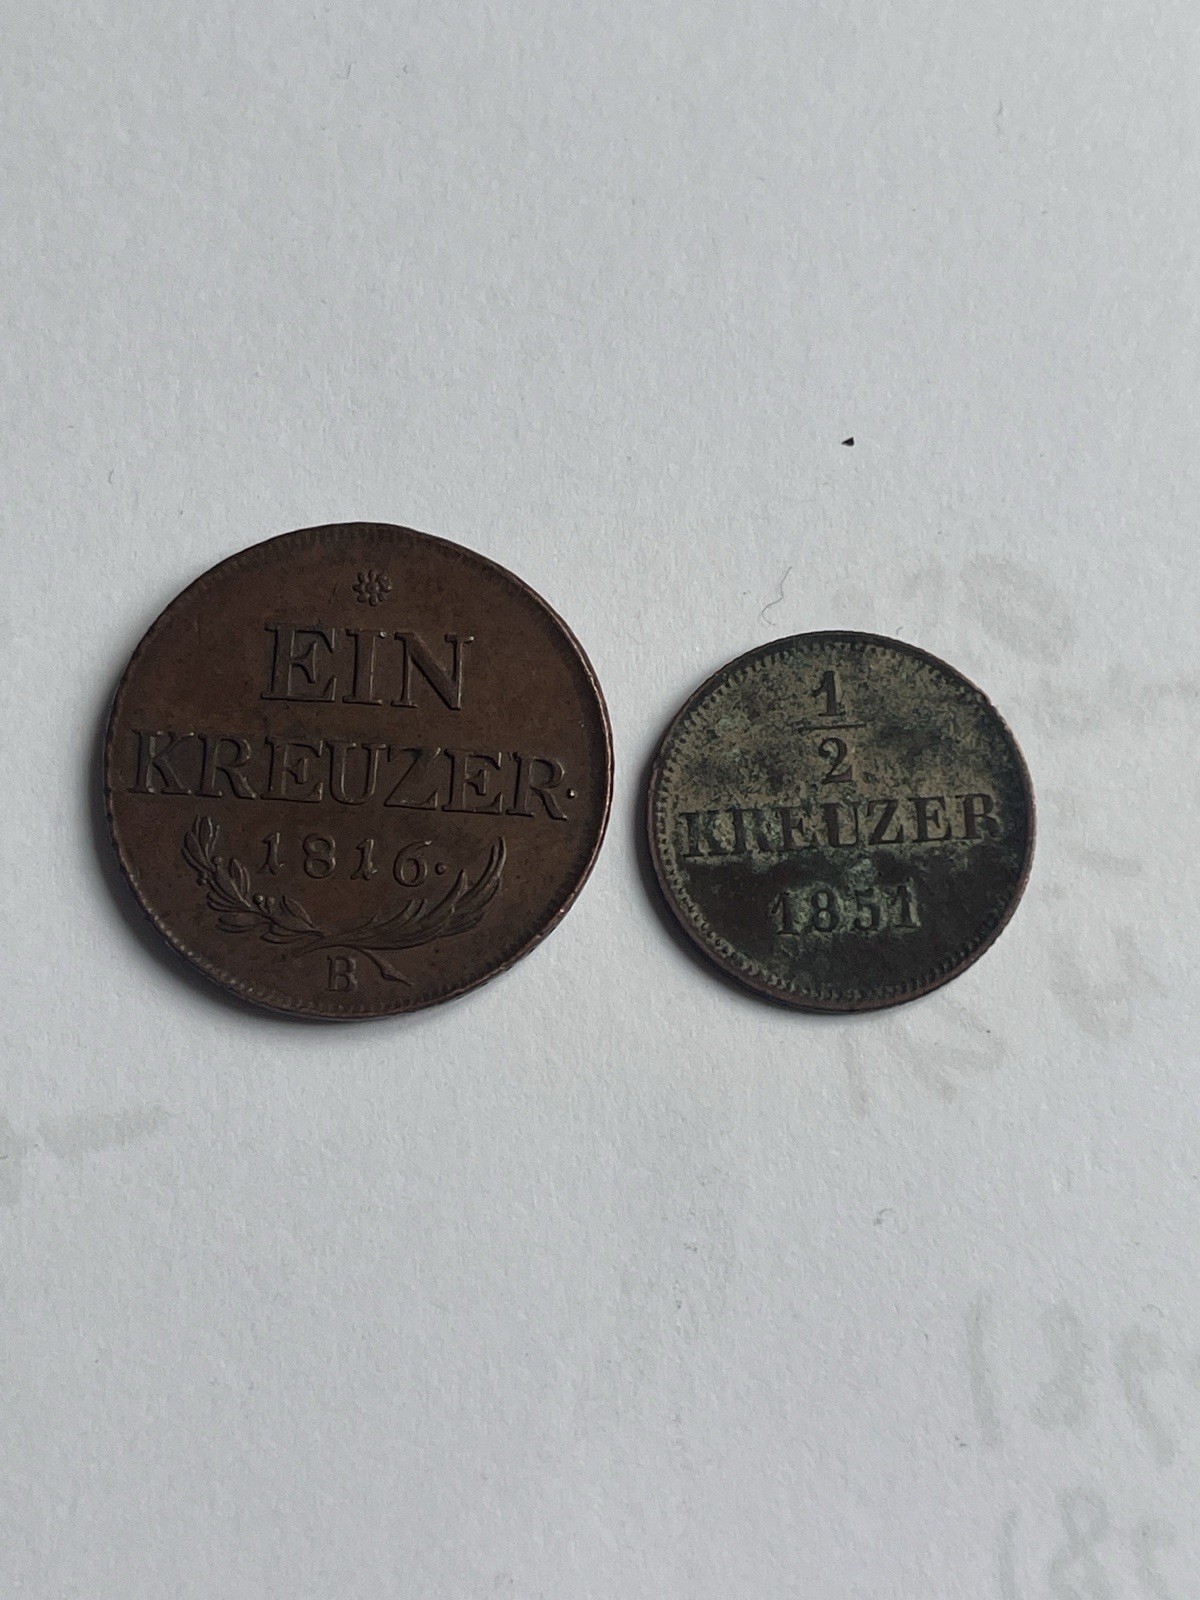 EIN
KREUZER.
1816.
B
1
2
KREUZER
1851